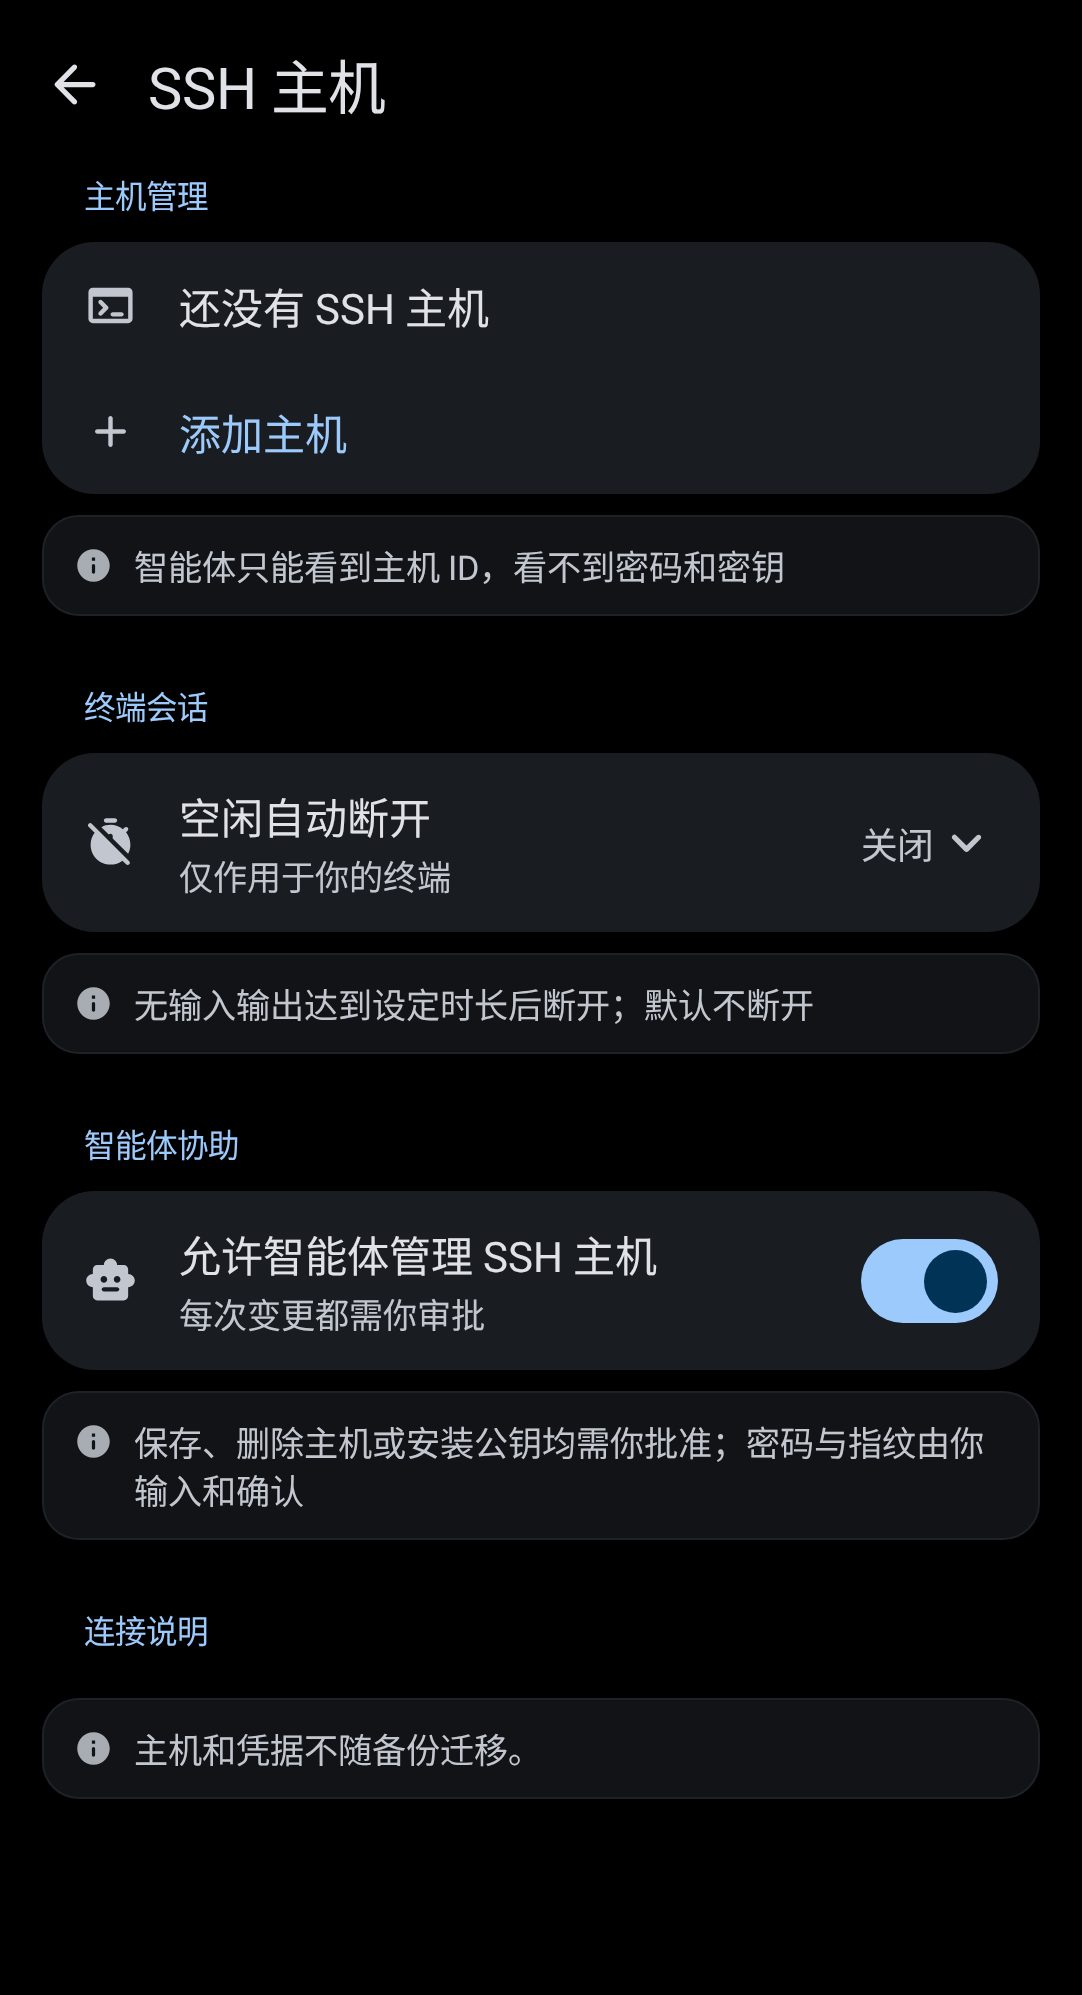 SSH 主机
主机管理
还没有 SSH 主机
添加主机
智能体只能看到主机 ID，看不到密码和密钥
终端会话
空闲自动断开
仅作用于你的终端
关闭
无输入输出达到设定时长后断开；默认不断开
智能体协助
允许智能体管理 SSH 主机
每次变更都需你审批
保存、删除主机或安装公钥均需你批准；密码与指纹由你
输入和确认
连接说明
主机和凭据不随备份迁移。